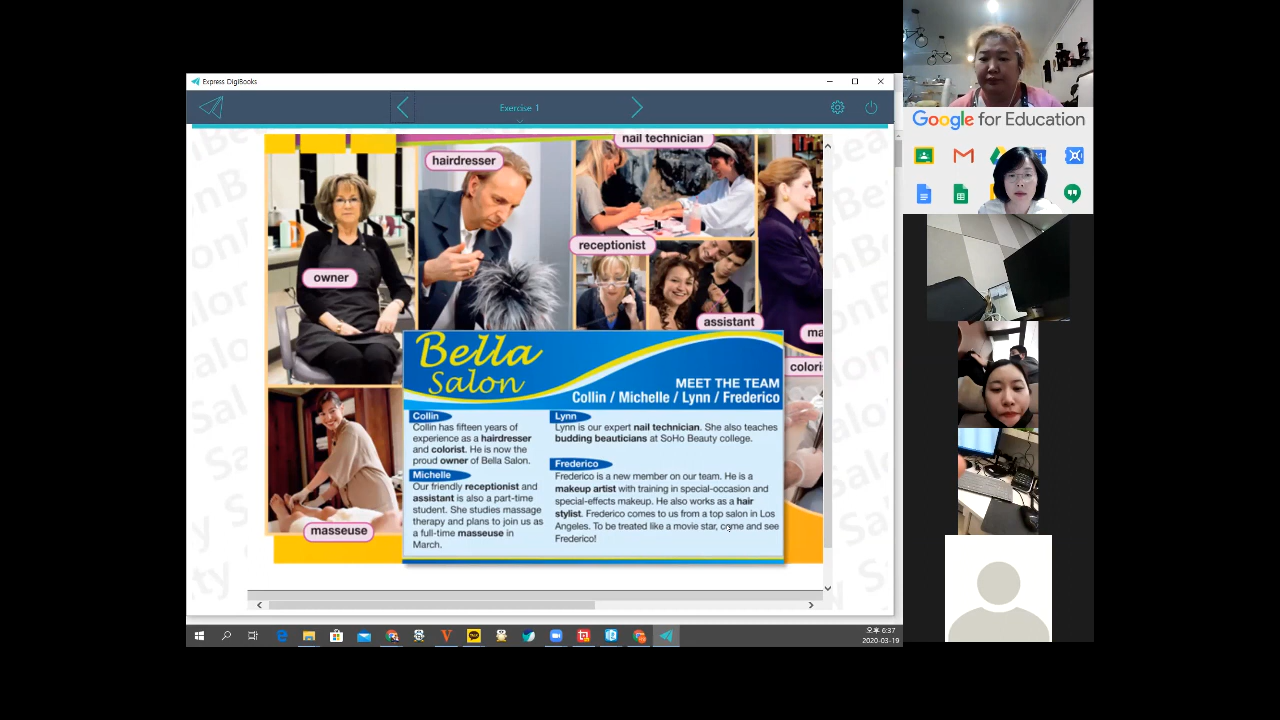 Express DigiBooks
Exercise 1
nail technician
hairdresser
receptionist
owner
assistant
ma
colori
masseuse
Bella
Salon
MEET THE TEAM
Collin / Michelle / Lynn / Frederico
Collin
Collin has fifteen years of
experience as a hairdresser
and colorist. He is now the
proud owner of Bella Salon.
Michelle
Our friendly receptionist and
assistant is also a part-time
student. She studies massage
therapy and plans to join us as
a full-time masseuse in
March.
Lynn
Lynn is our expert nail technician. She also teaches
budding beauticians at SoHo Beauty college.
Frederico
Frederico is a new member on our team. He is a
makeup artist with training in special-occasion and
special-effects makeup. He also works as a hair
stylist. Frederico comes to us from a top salon in Los
Angeles. To be treated like a movie star, come and see
Frederico!
Google for Education
오후 6:37
2020-03-19